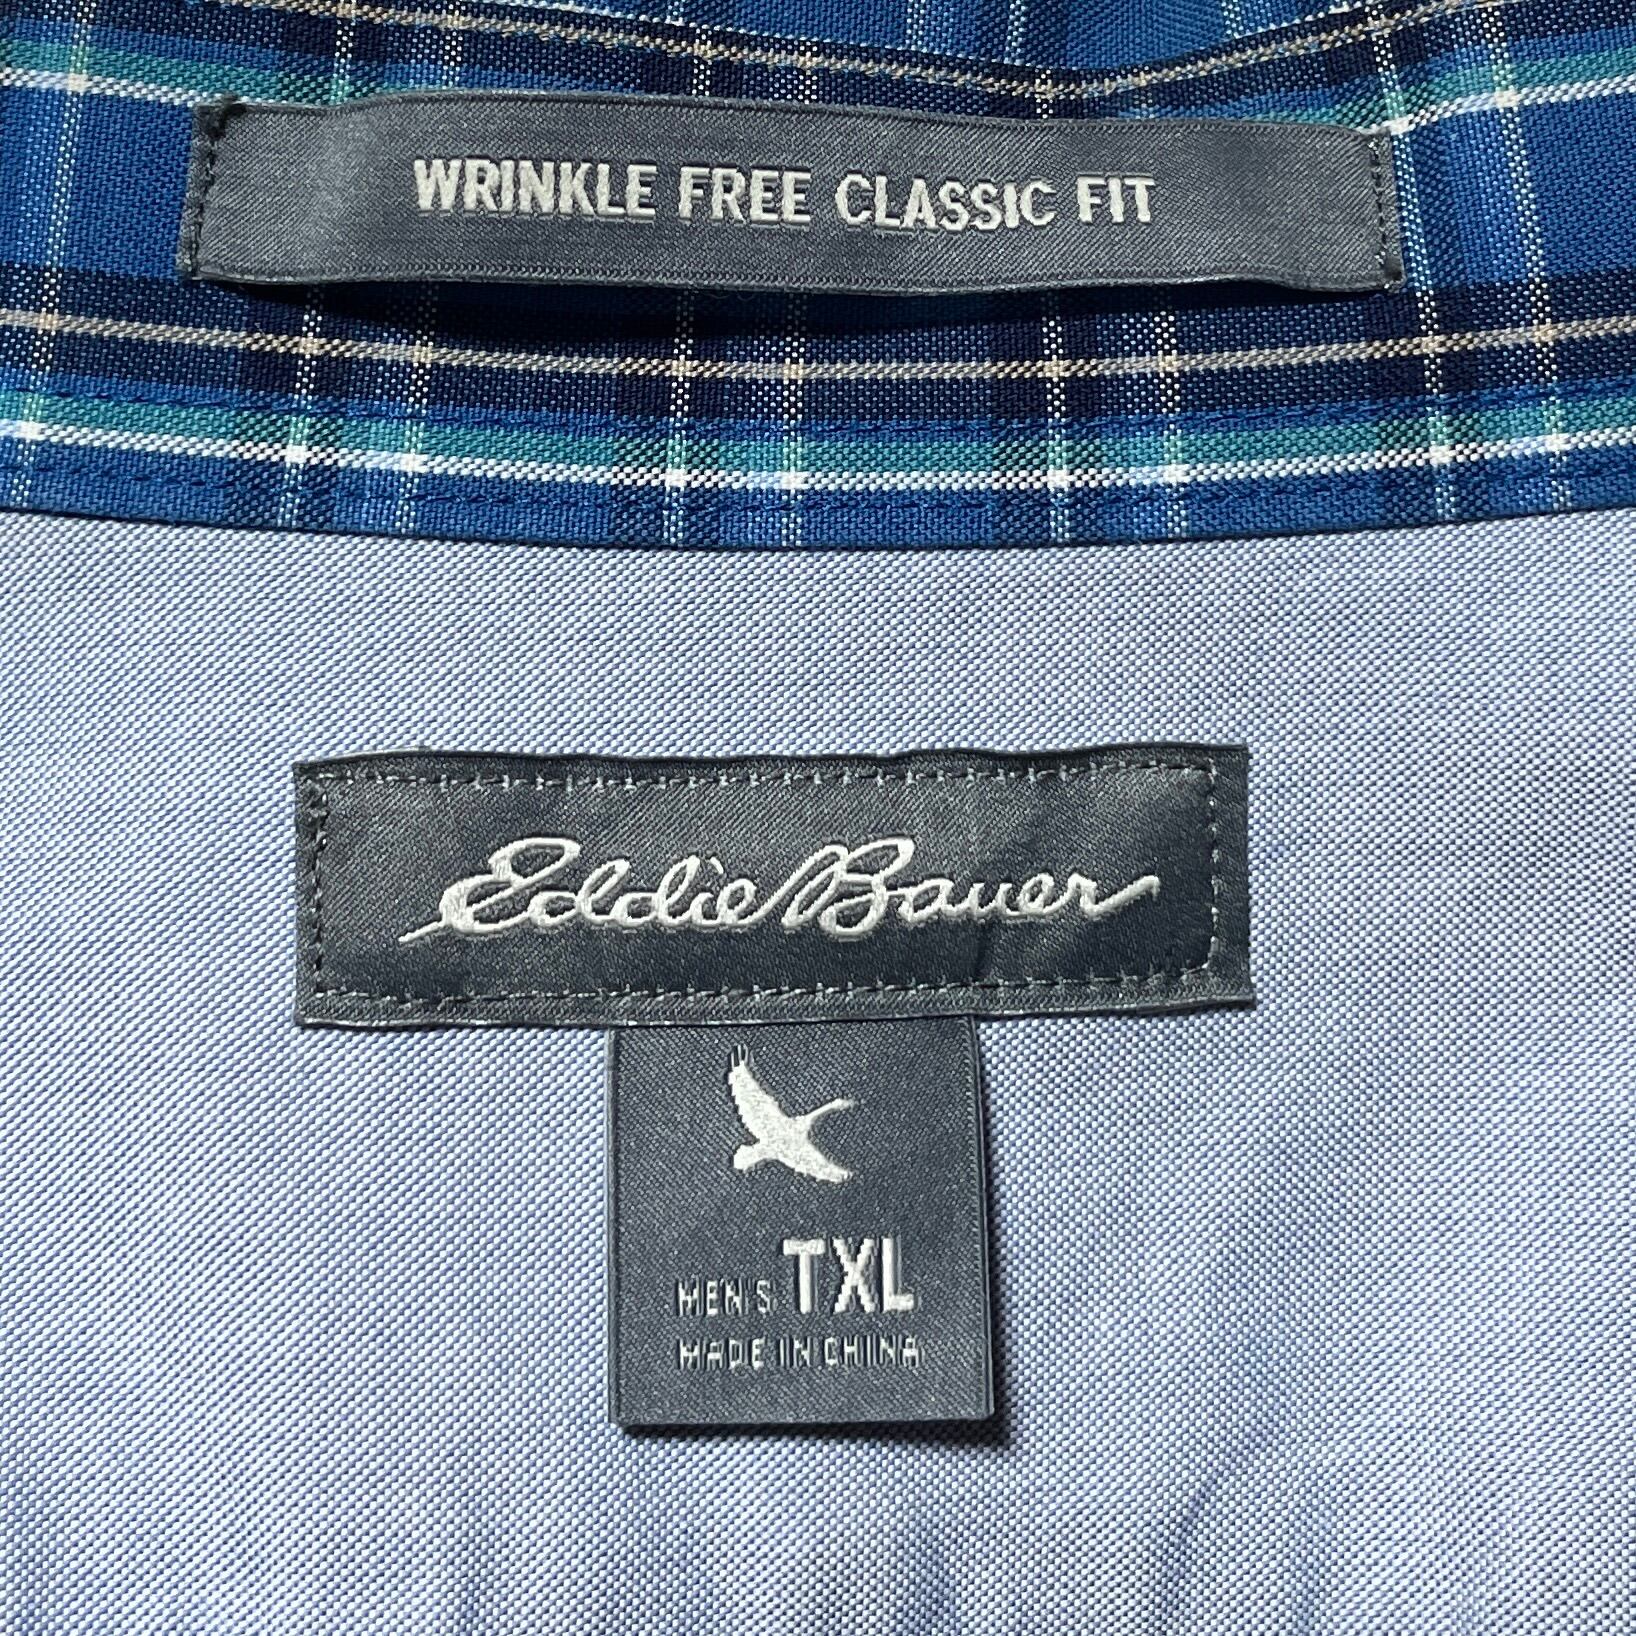 WRINKLE FREE CLASSIC FIT
Eddie Bauer
MEN'S TXL
MADE IN CHINA